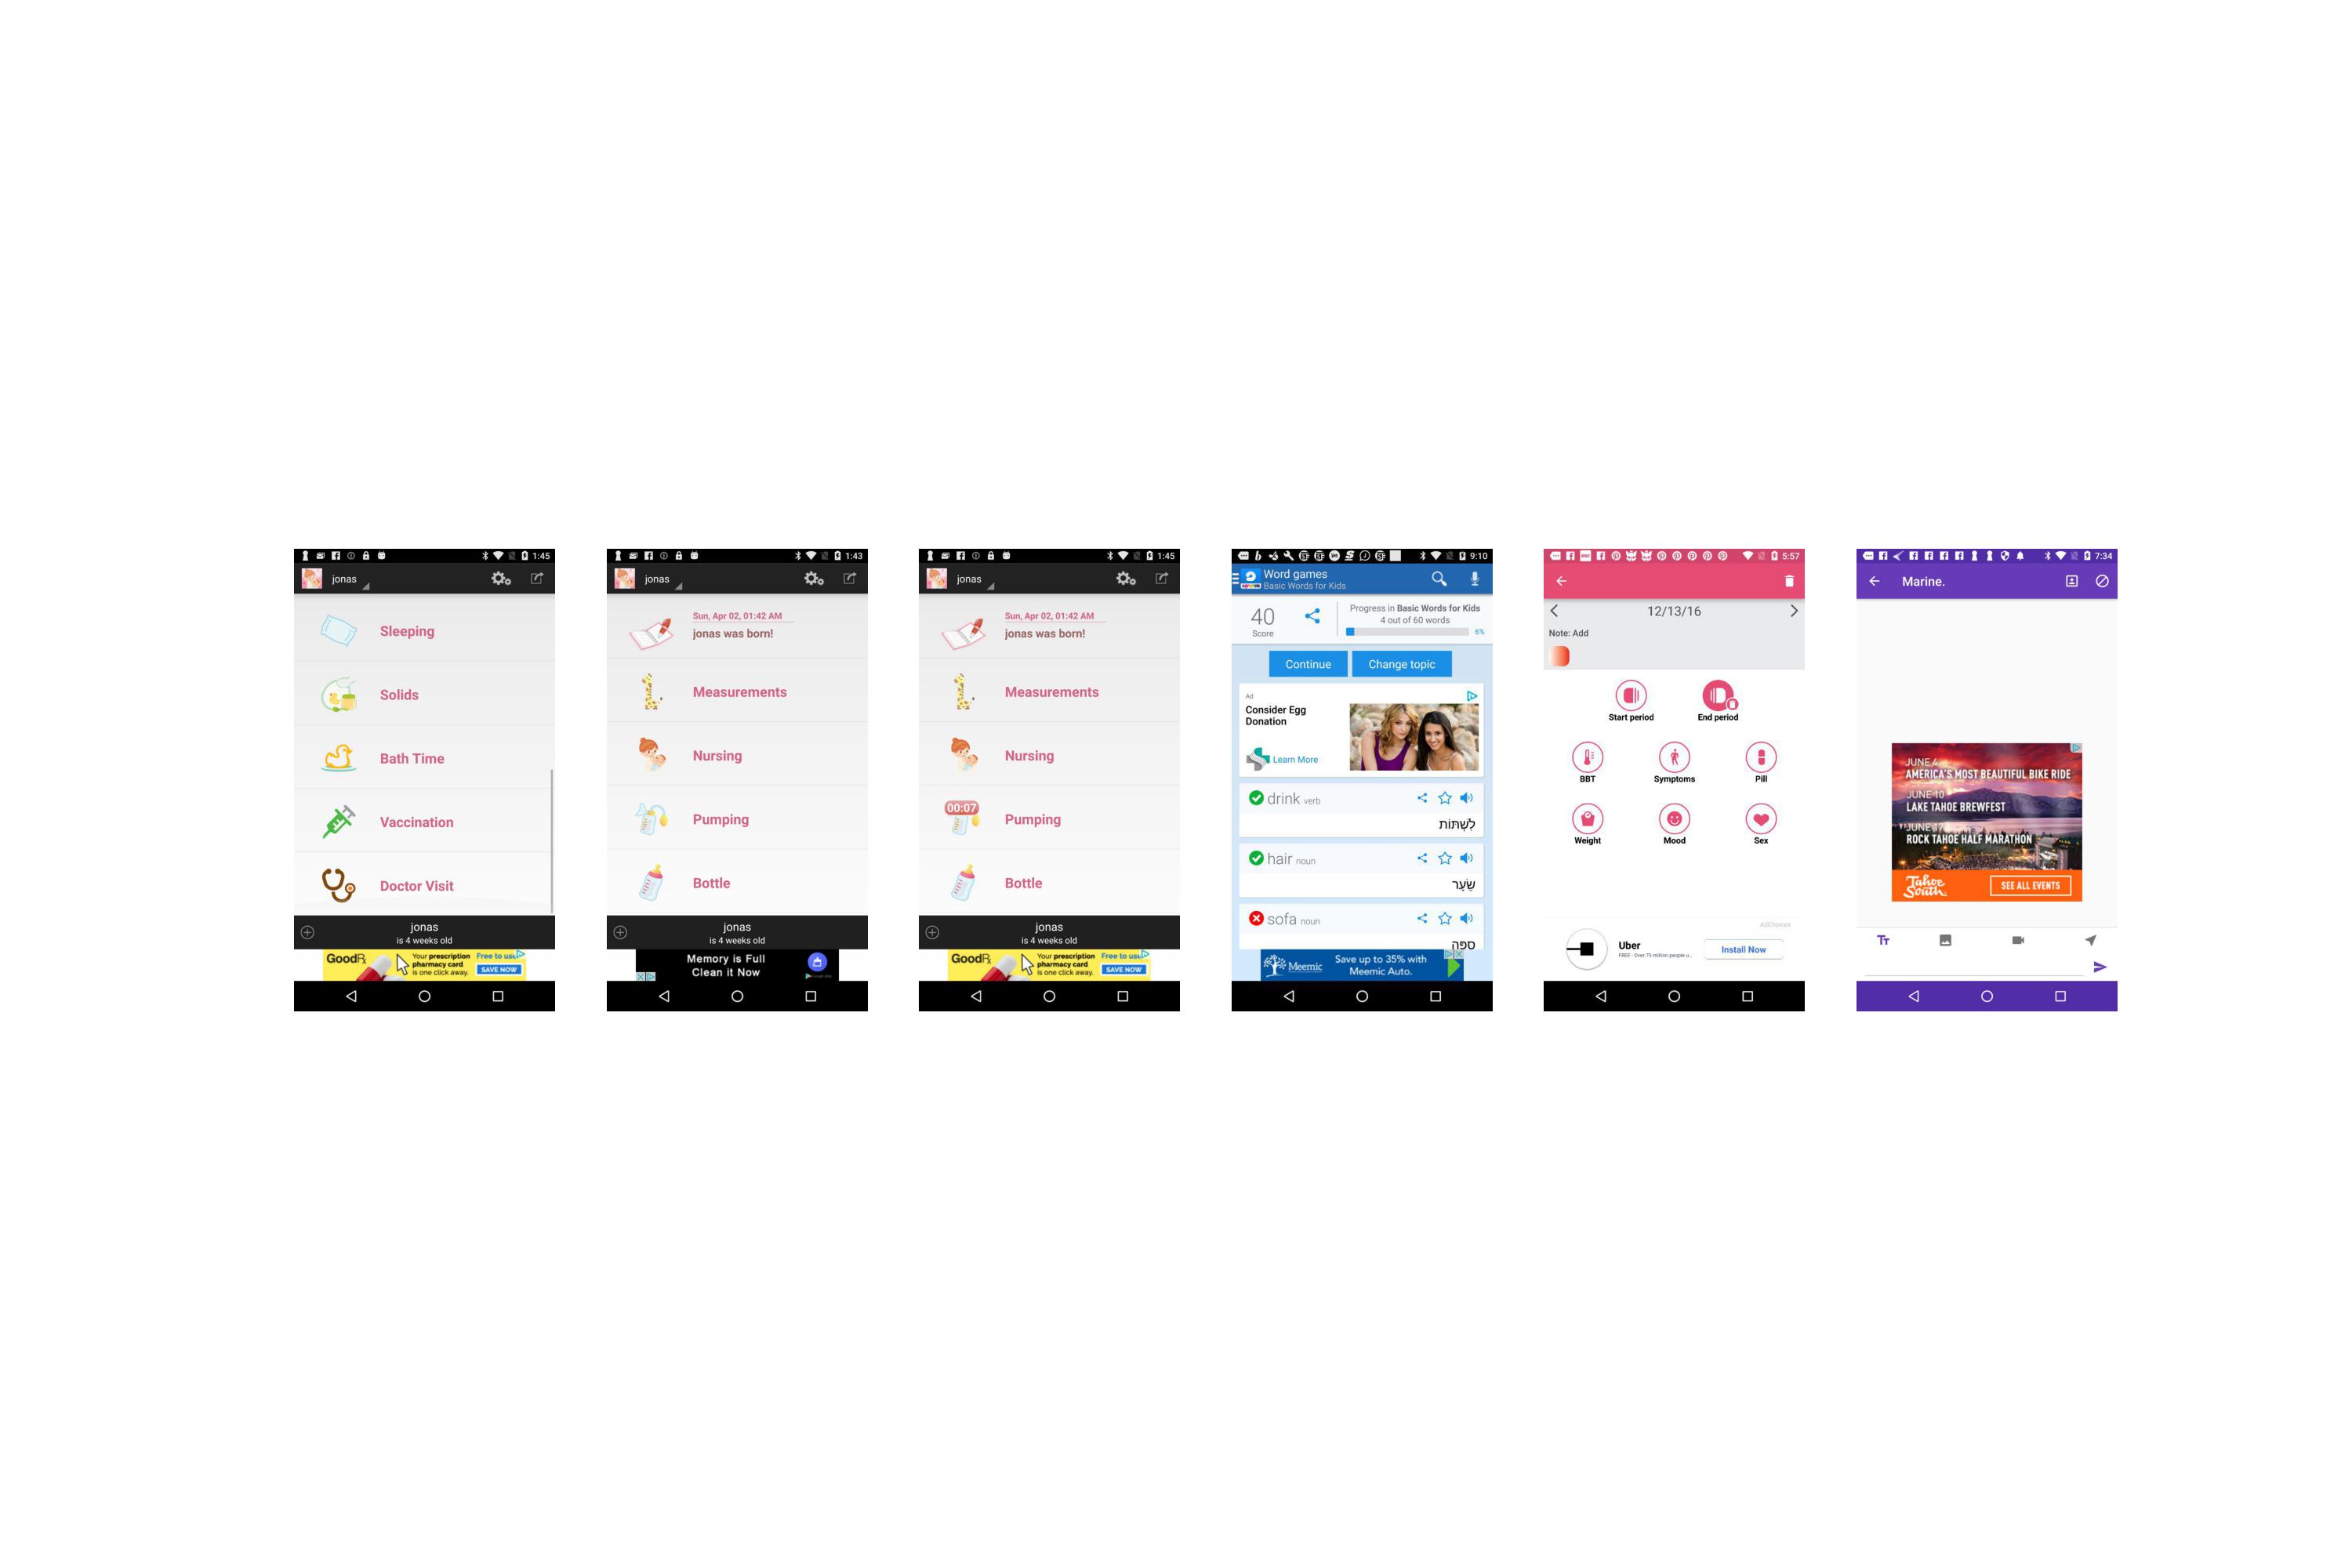 1:45
jonas
Sleeping
Solids
Bath Time
Vaccination
Doctor Visit
jonas
is 4 weeks old
GoodRx
Your prescription
pharmacy card
is one click away.
Free to use
SAVE NOW
1:43
jonas
Sun, Apr 02, 01:42 AM
jonas was born!
Measurements
Nursing
Pumping
Bottle
jonas
is 4 weeks old
Memory is Full
Clean it Now
1:45
jonas
Sun, Apr 02, 01:42 AM
jonas was born!
Measurements
Nursing
00:07
Pumping
Bottle
jonas
is 4 weeks old
GoodRx
Your prescription
pharmacy card
is one click away.
Free to use
SAVE NOW
9:10
Word games
Basic Words for Kids
40
Score
Progress in Basic Words for Kids
4 out of 60 words
6%
Continue
Change topic
Ad
Consider Egg
Donation
Learn More
drink verb
לִשְׁתּוֹת
hair noun
שֵׂעָר
sofa noun
ספה
Meemic
Save up to 35% with
Meemic Auto.
5:57
12/13/16
Note: Add
Start period
End period
BBT
Symptoms
Pill
Weight
Mood
Sex
AdChoices
Uber
FREE · Over 75 million people u...
Install Now
7:34
Marine.
JUNE 4
AMERICA'S MOST BEAUTIFUL BIKE RIDE
JUNE 10
LAKE TAHOE BREWFEST
JUNE 17
ROCK TAHOE HALF MARATHON
Tahoe
South
SEE ALL EVENTS
Tт